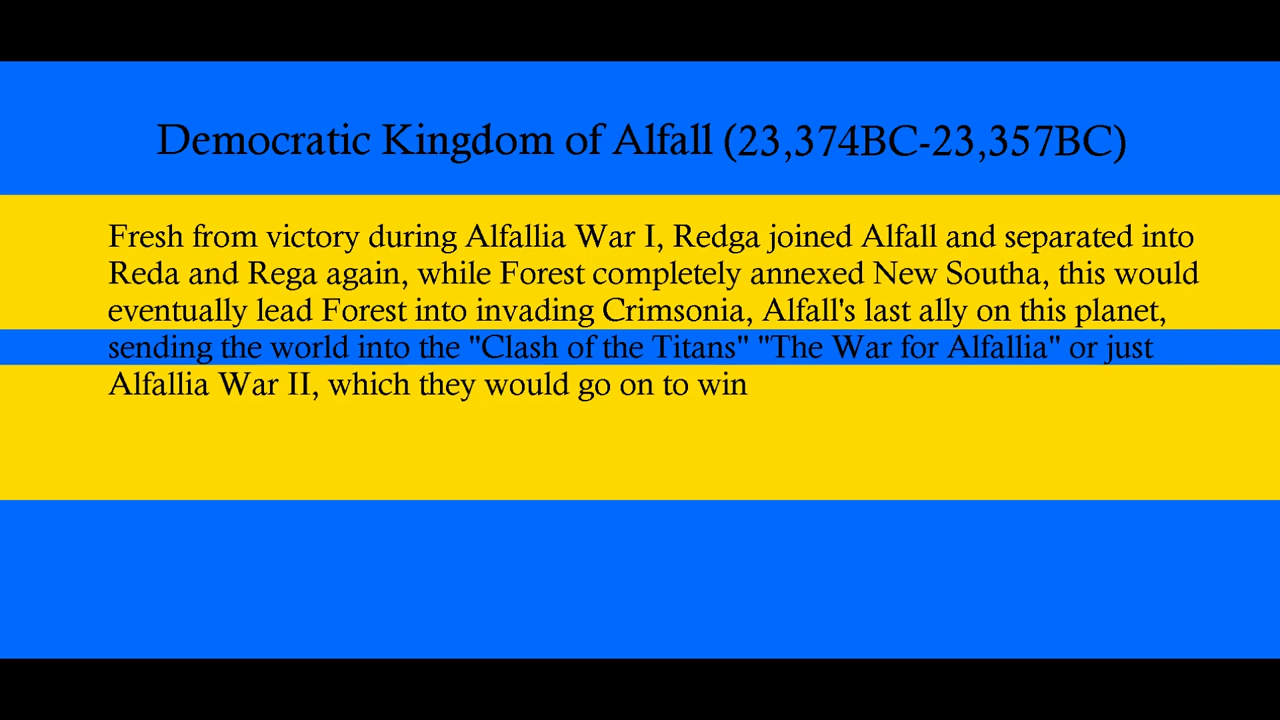 Democratic Kingdom of Alfall (23,374BC-23,357BC)
Fresh from victory during Alfallia War I, Redga joined Alfall and separated into
Reda and Rega again, while Forest completely annexed New Southa, this would
eventually lead Forest into invading Crimsonia, Alfall's last ally on this planet,
sending the world into the "Clash of the Titans" "The War for Alfallia" or just
Alfallia War II, which they would go on to win